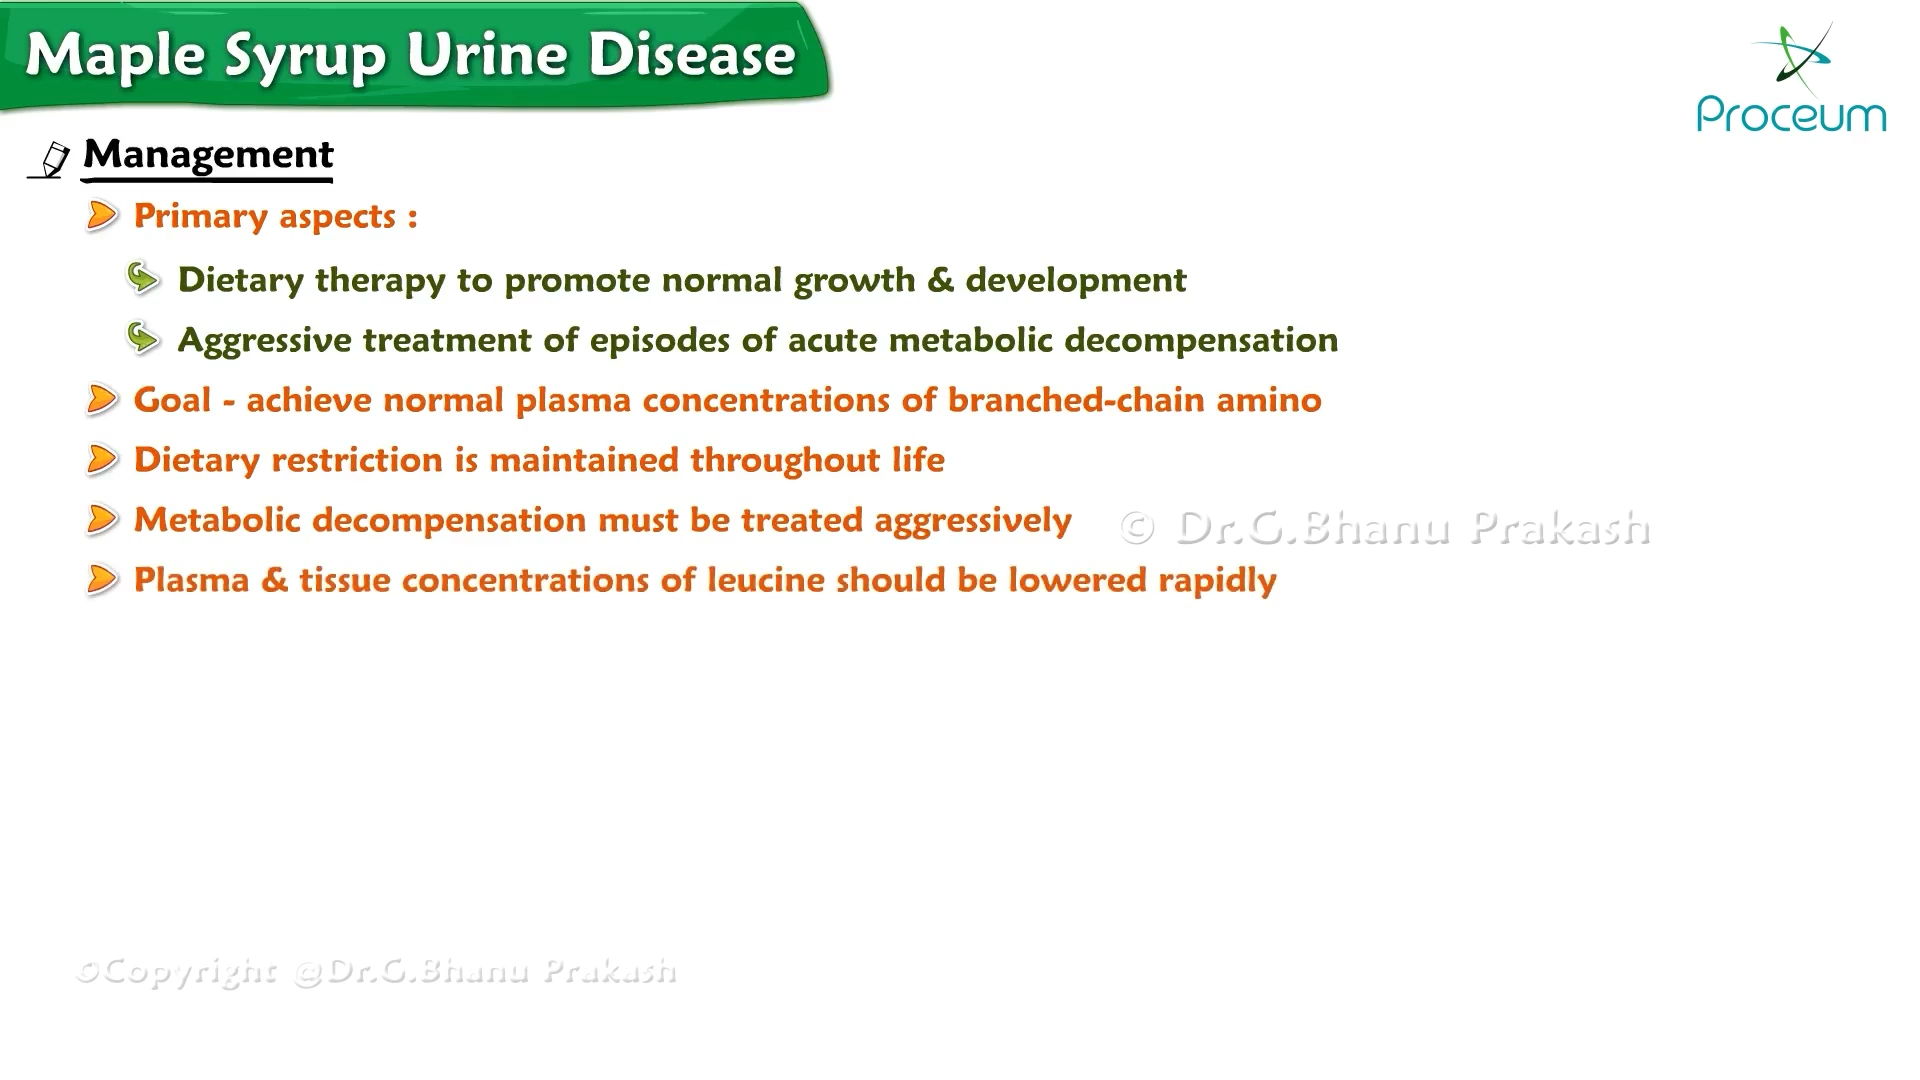 Maple Syrup Urine Disease
Proceum
Management
Primary aspects :
Dietary therapy to promote normal growth & development
Aggressive treatment of episodes of acute metabolic decompensation
Goal - achieve normal plasma concentrations of branched-chain amino
Dietary restriction is maintained throughout life
Metabolic decompensation must be treated aggressively
© Dr.G.Bhanu Prakash
Plasma & tissue concentrations of leucine should be lowered rapidly
©Copyright @Dr.G.Bhanu Prakash